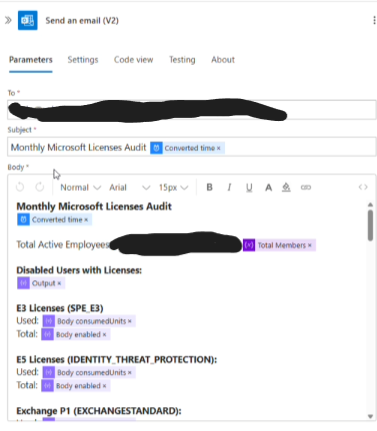 Send an email (V2)
Parameters Settings Code view Testing About
To *
Subject *
Monthly Microsoft Licenses Audit Converted time ×
Body *
Normal Arial 15px B I U A </>
Monthly Microsoft Licenses Audit
Converted time ×
Total Active Employees Total Members ×
Disabled Users with Licenses:
Output ×
E3 Licenses (SPE_E3)
Used: Body consumedUnits ×
Total: Body enabled ×
E5 Licenses (IDENTITY_THREAT_PROTECTION):
Used: Body consumedUnits ×
Total: Body enabled ×
Exchange P1 (EXCHANGESTANDARD):